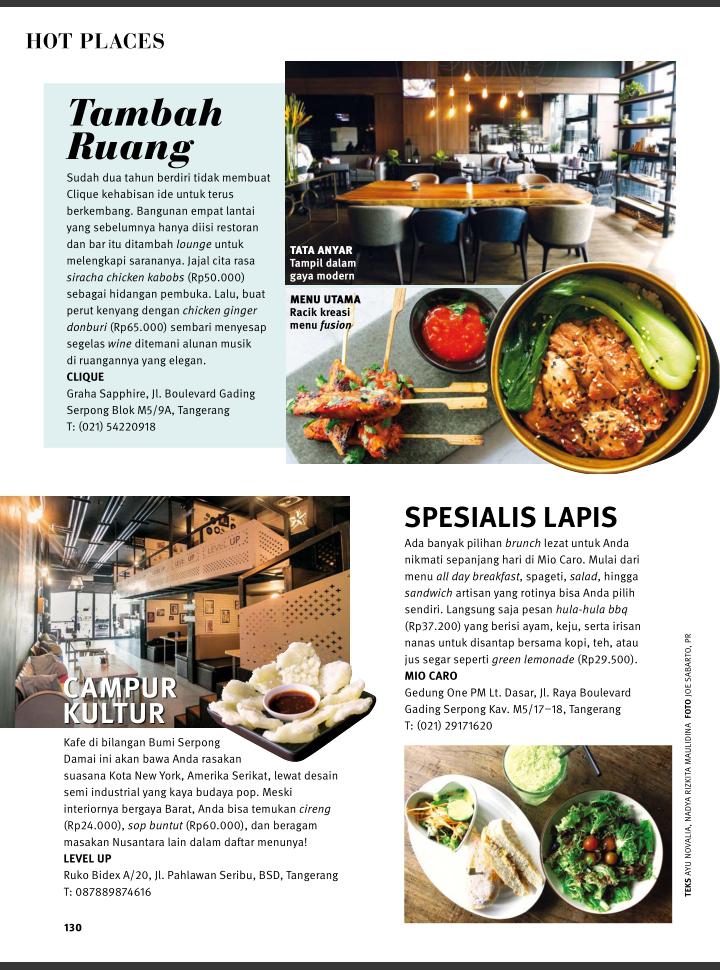 HOT PLACES
Tambah
Ruang
Sudah dua tahun berdiri tidak membuat
Clique kehabisan ide untuk terus
berkembang. Bangunan empat lantai
yang sebelumnya hanya diisi restoran
dan bar itu ditambah lounge untuk
melengkapi sarananya. Jajal cita rasa
siracha chicken kabobs (Rp50.000)
sebagai hidangan pembuka. Lalu, buat
perut kenyang dengan chicken ginger
donburi (Rp65.000) sembari menyesap
segelas wine ditemani alunan musik
di ruangannya yang elegan.
CLIQUE
Graha Sapphire, Jl. Boulevard Gading
Serpong Blok M5/9A, Tangerang
T: (021) 54220918
TATA ANYAR
Tampil dalam
gaya modern
MENU UTAMA
Racik kreasi
menu fusion
LEVEL UP
LEVEL UP
CAMPUR
KULTUR
Kafe di bilangan Bumi Serpong
Damai ini akan bawa Anda rasakan
suasana Kota New York, Amerika Serikat, lewat desain
semi industrial yang kaya budaya pop. Meski
interiornya bergaya Barat, Anda bisa temukan cireng
(Rp24.000), sop buntut (Rp60.000), dan beragam
masakan Nusantara lain dalam daftar menunya!
LEVEL UP
Ruko Bidex A/20, Jl. Pahlawan Seribu, BSD, Tangerang
T: 087889874616
SPESIALIS LAPIS
Ada banyak pilihan brunch lezat untuk Anda
nikmati sepanjang hari di Mio Caro. Mulai dari
menu all day breakfast, spageti, salad, hingga
sandwich artisan yang rotinya bisa Anda pilih
sendiri. Langsung saja pesan hula-hula bbq
(Rp37.200) yang berisi ayam, keju, serta irisan
nanas untuk disantap bersama kopi, teh, atau
jus segar seperti green lemonade (Rp29.500).
MIO CARO
Gedung One PM Lt. Dasar, Jl. Raya Boulevard
Gading Serpong Kav. M5/17–18, Tangerang
T: (021) 29171620
TEKS AYU NOVALIA, NADYA RIZKITA MAULIDINA FOTO JOE SABARTO, PR
130